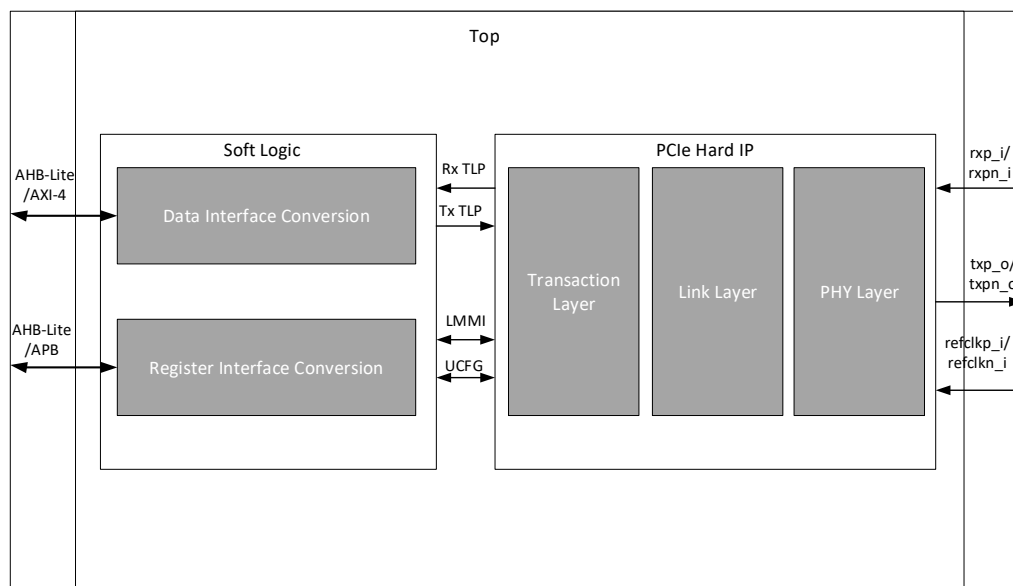 Top
Soft Logic
PCIe Hard IP
AHB-Lite
/AXI-4
Data Interface Conversion
Rx TLP
Tx TLP
rxp_i/
rxpn_i
Transaction
Layer
Link Layer
PHY Layer
txp_o/
txpn_o
AHB-Lite
/APB
Register Interface Conversion
LMMI
UCFG
refclkp_i/
refclkn_i